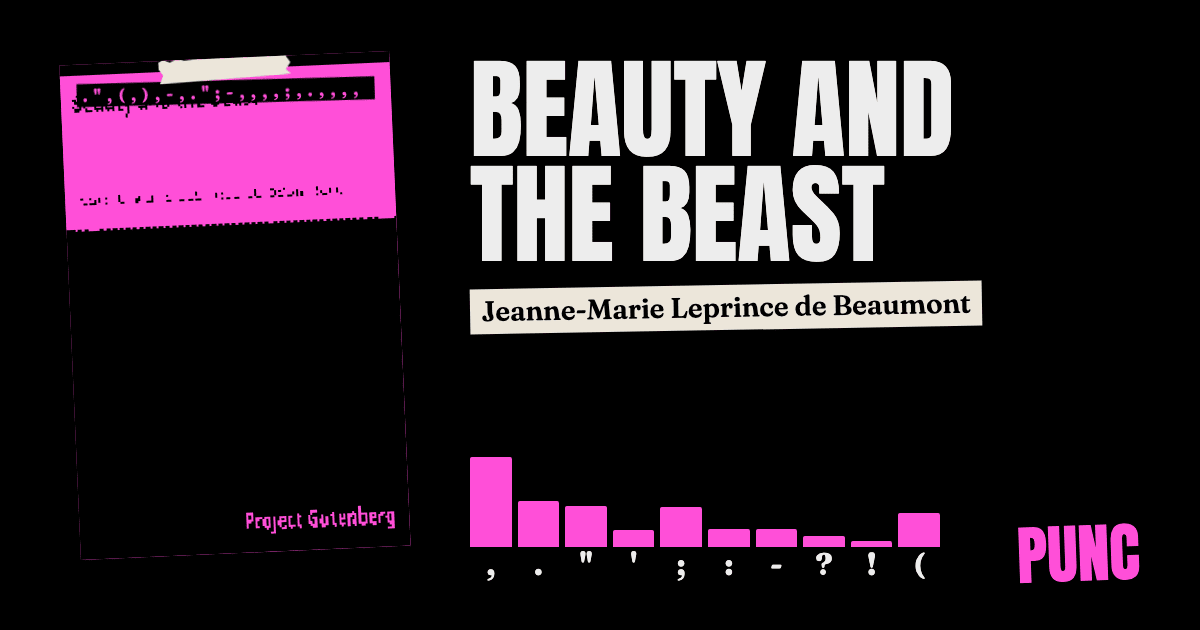 .",(,),-,.";-,,,,;,.,,,,
Project Gutenberg
BEAUTY AND
THE BEAST
Jeanne-Marie Leprince de Beaumont
, . " ' ; : - ? ! (
PUNC